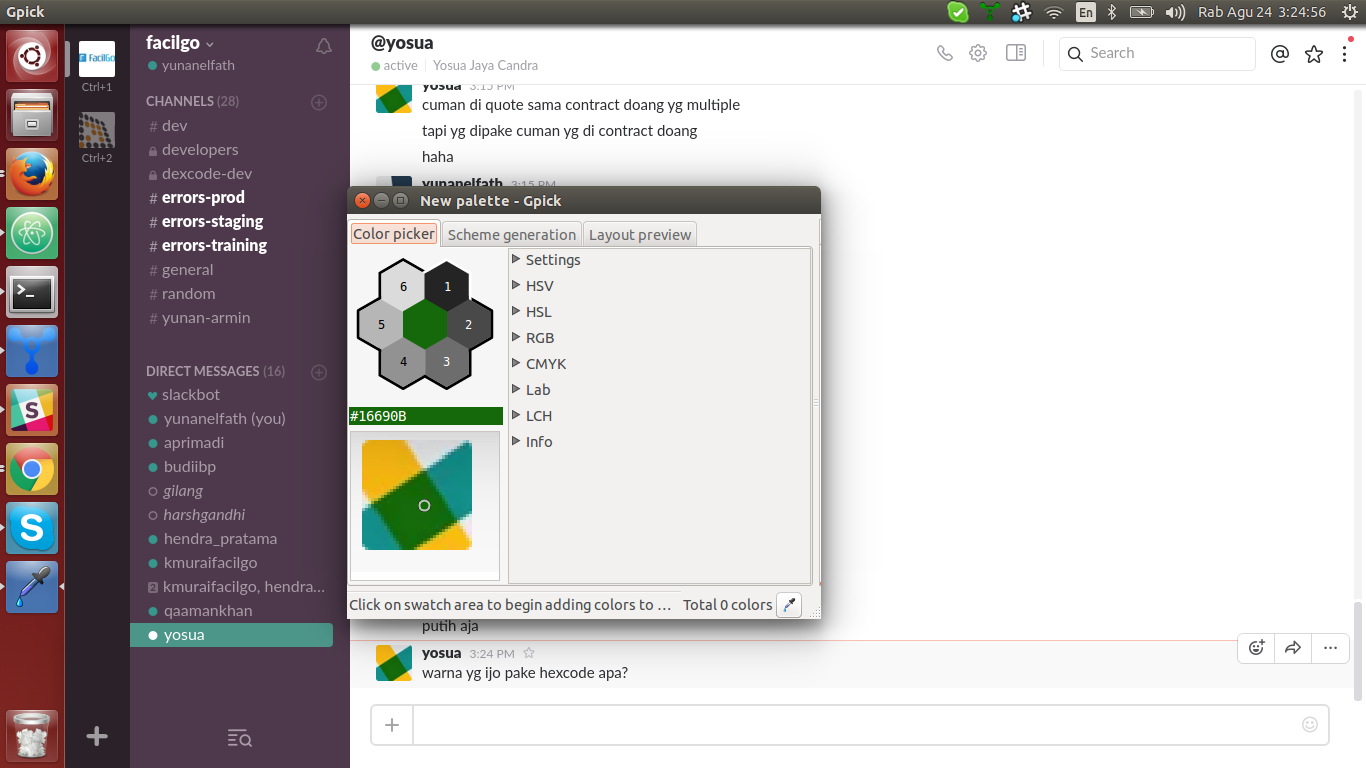 Gpick
En
Rab Agu 24 3:24:56
FacilGo
Ctrl+1
Ctrl+2
facilgo
yunanelfath
CHANNELS (28)
# dev
developers
dexcode-dev
# errors-prod
# errors-staging
# errors-training
# general
# random
# yunan-armin
DIRECT MESSAGES (16)
slackbot
yunanelfath (you)
aprimadi
budiibp
gilang
harshgandhi
hendra_pratama
kmuraifacilgo
2 kmuraifacilgo, hendra...
qaamankhan
yosua
@yosua
active
Yosua Jaya Candra
Search
yosua 3:15 PM
cuman di quote sama contract doang yg multiple
tapi yg dipake cuman yg di contract doang
haha
yunanelfath 3:15 PM
New palette - Gpick
Color picker
Scheme generation
Layout preview
6
1
5
2
4
3
#16690B
Settings
HSV
HSL
RGB
CMYK
Lab
LCH
Info
Click on swatch area to begin adding colors to ...
Total 0 colors
putih aja
yosua 3:24 PM
warna yg ijo pake hexcode apa?